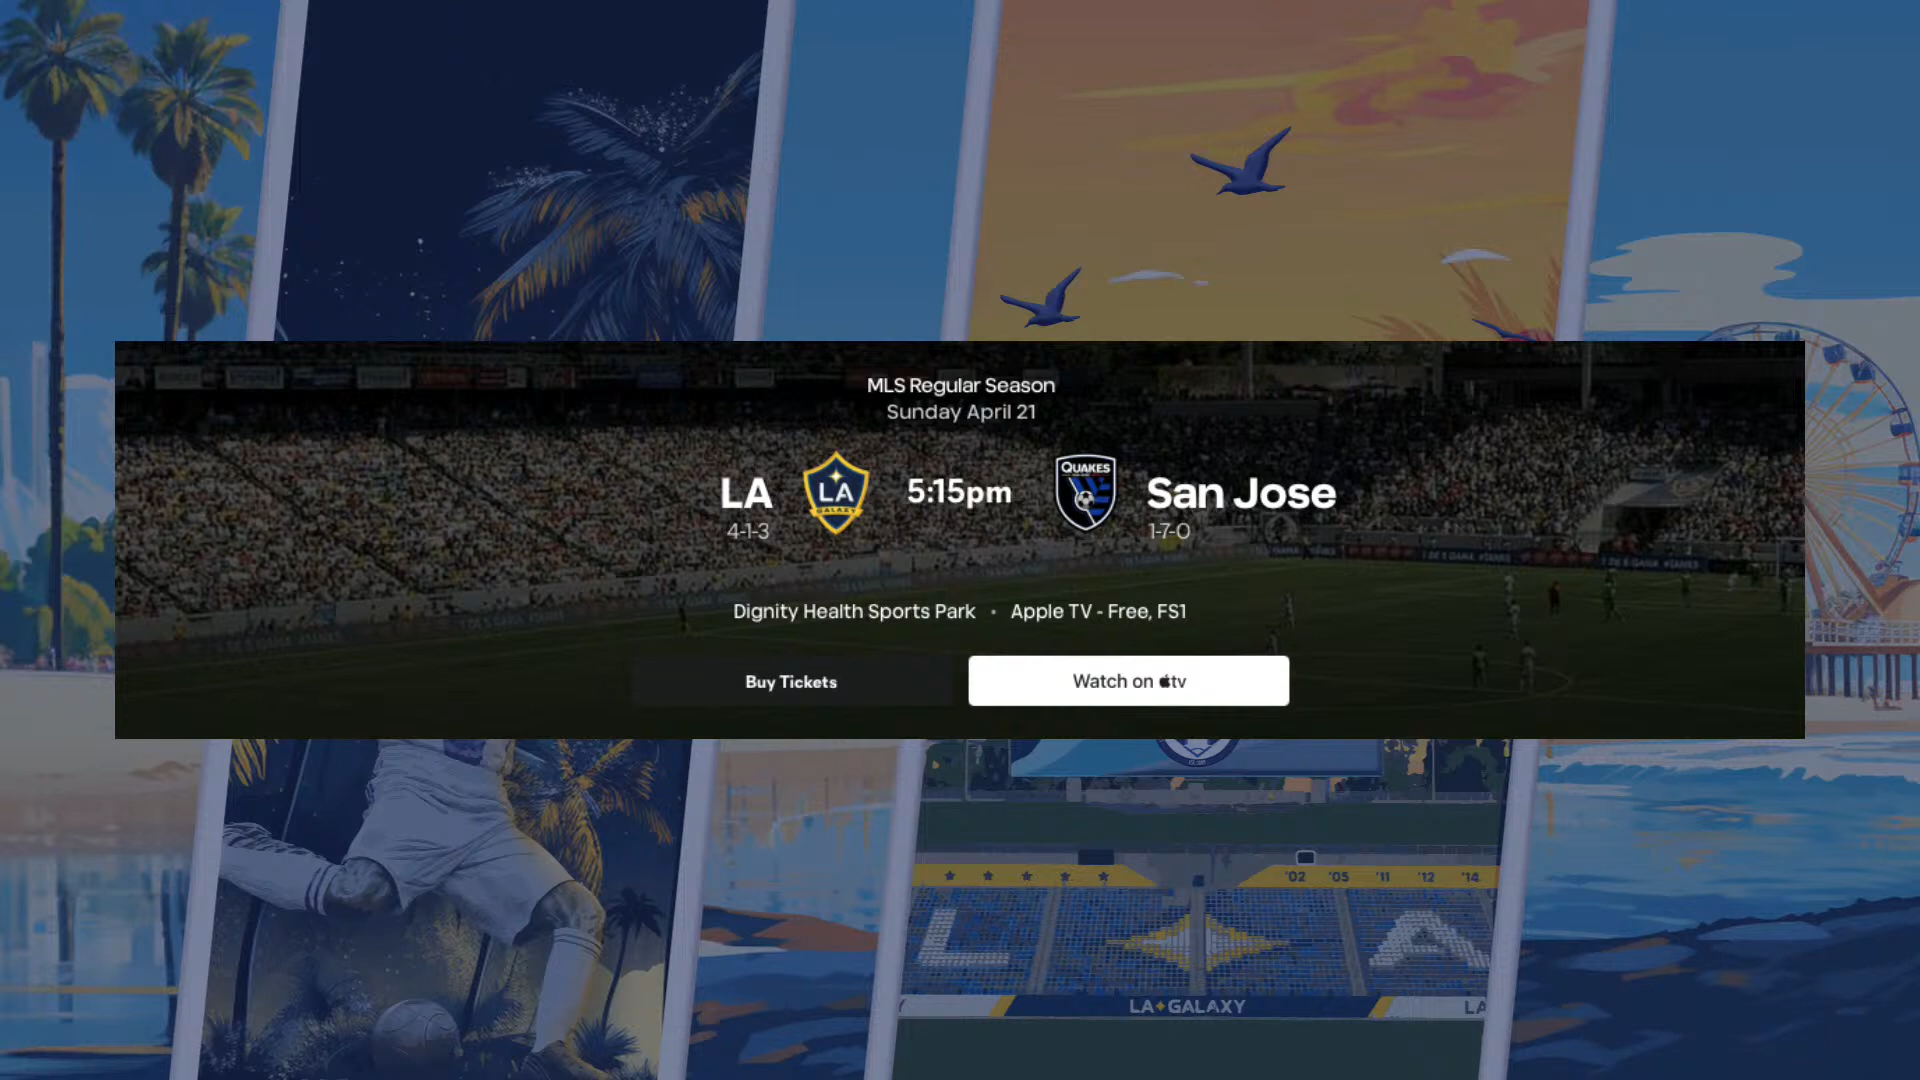 MLS Regular Season
Sunday April 21
LA
4-1-3
LA
GALAXY
5:15pm
QUAKES
San Jose
1-7-0
Dignity Health Sports Park • Apple TV - Free, FS1
Buy Tickets
Watch on tv
'02 '05 '11 '12 '14
L A
LA GALAXY
LA